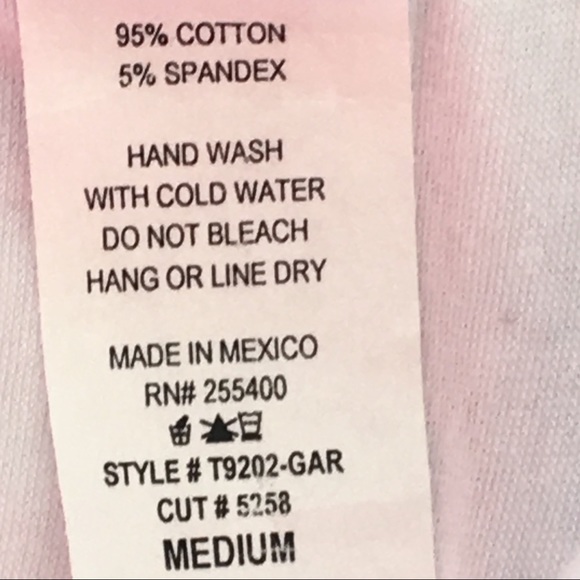 95% COTTON
5% SPANDEX
HAND WASH
WITH COLD WATER
DO NOT BLEACH
HANG OR LINE DRY
MADE IN MEXICO
RN# 255400
STYLE # T9202-GAR
CUT # 5258
MEDIUM